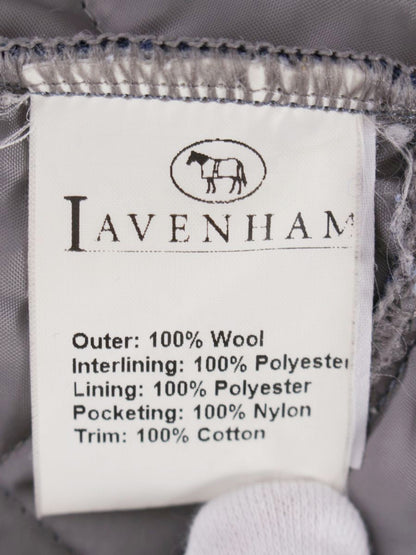 LAVENHAM
Outer: 100% Wool
Interlining: 100% Polyester
Lining: 100% Polyester
Pocketing: 100% Nylon
Trim: 100% Cotton